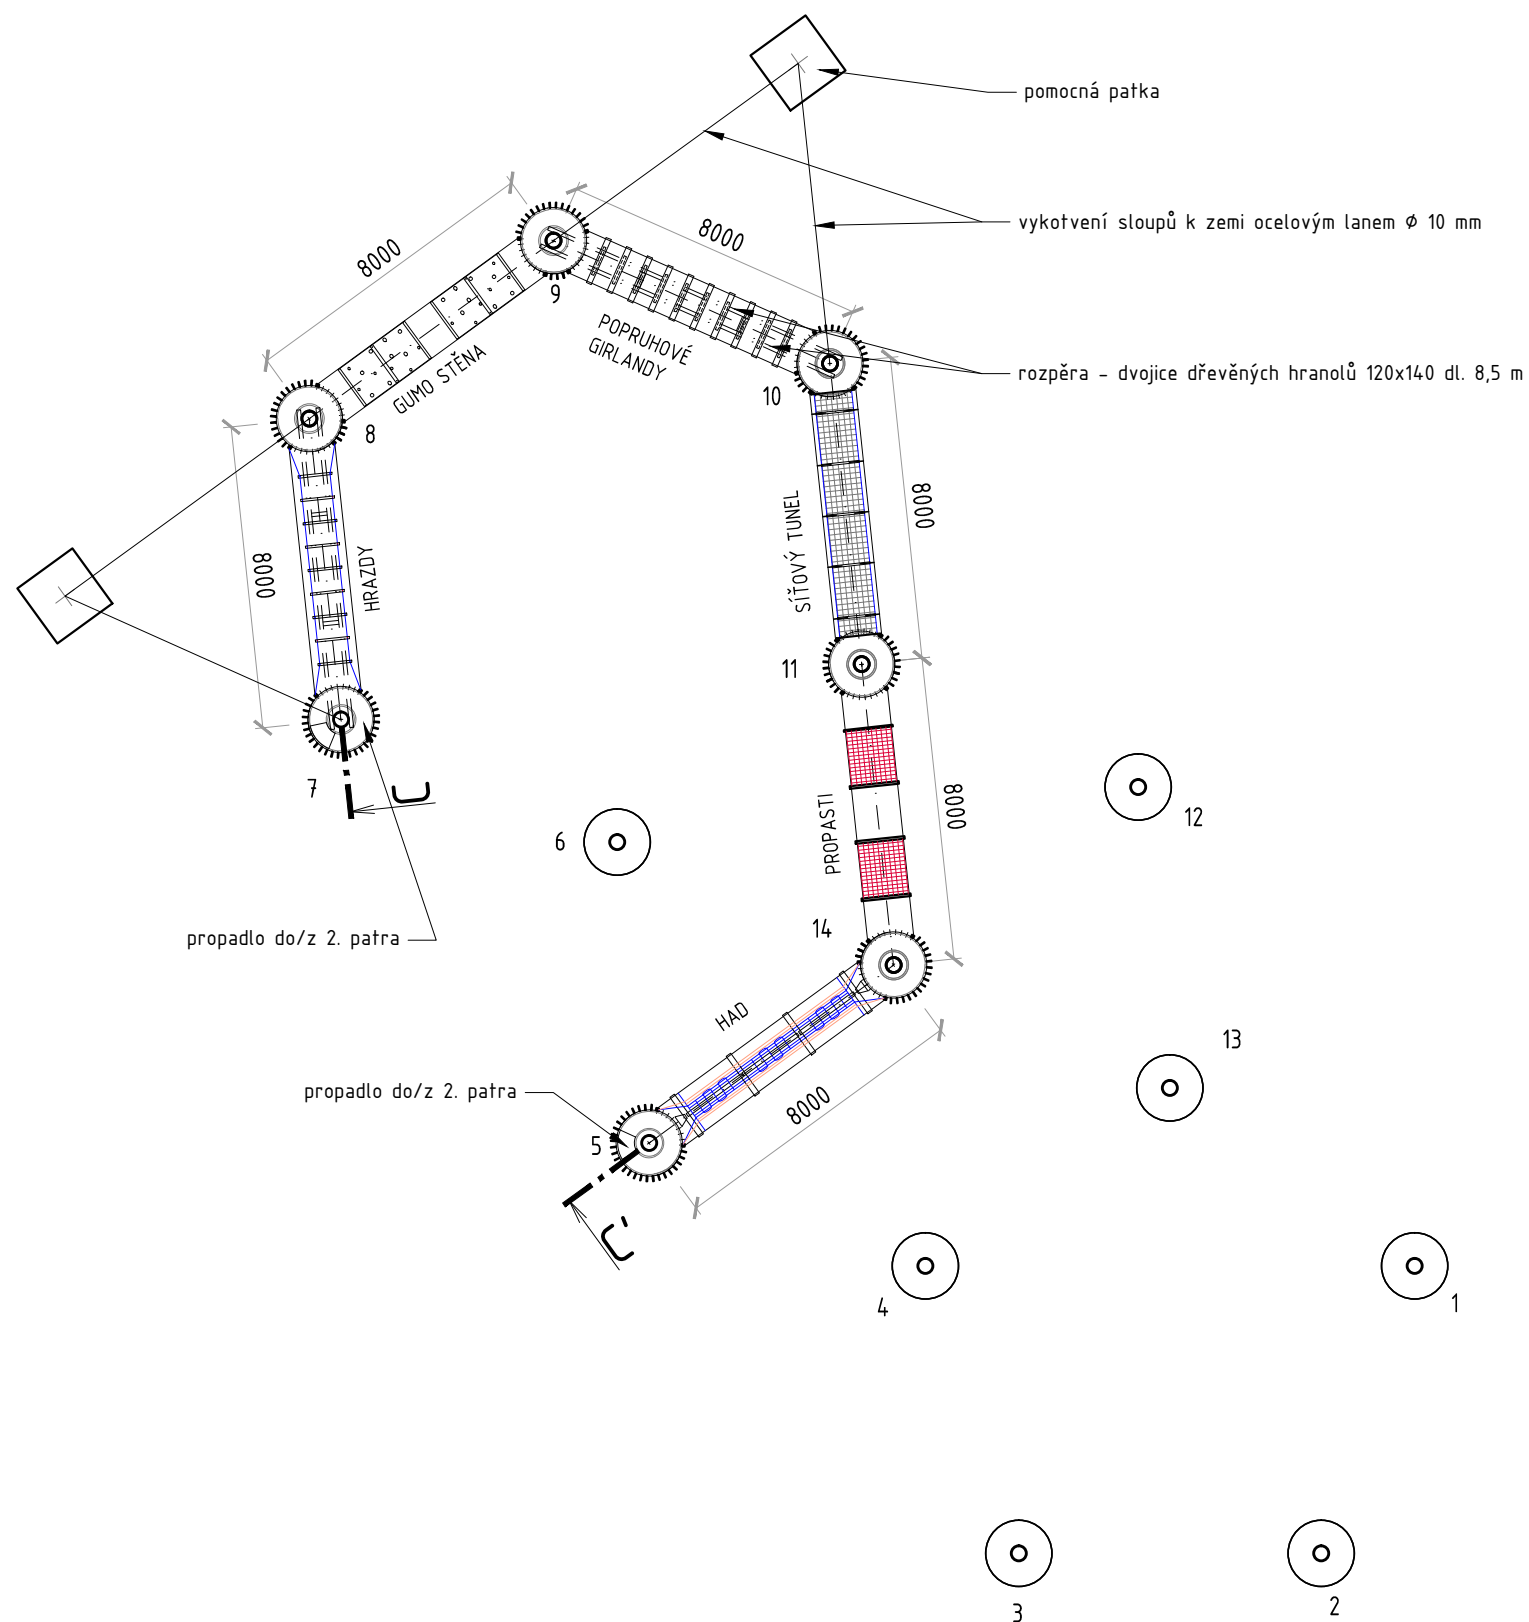 pomocná patka
vykotvení sloupů k zemi ocelovým lanem Ø 10 mm
8000
8000
9
POPRUHOVÉ
GIRLANDY
GUMO STĚNA
rozpěra - dvojice dřevěných hranolů 120x140 dl. 8,5 m
10
8
8000
SÍŤOVÝ TUNEL
8000
HRAZDY
11
7
C
8000
PROPASTI
6
12
14
propadlo do/z 2. patra
HAD
13
propadlo do/z 2. patra
8000
5
C'
4
1
3
2